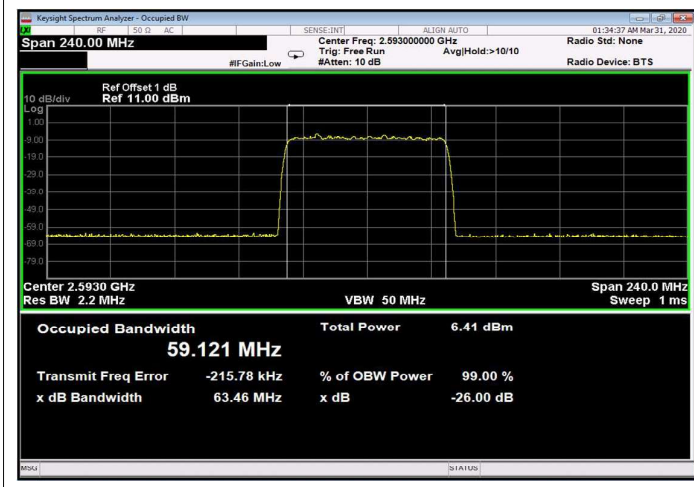 Keysight Spectrum Analyzer - Occupied BW
RF 50 Ω AC SENSE:INT ALIGN AUTO 01:34:37 AM Mar 31, 2020
Span 240.00 MHz Center Freq: 2.593000000 GHz Radio Std: None
Trig: Free Run Avg|Hold:>10/10
#IFGain:Low #Atten: 10 dB Radio Device: BTS
Ref Offset 1 dB
10 dB/div Ref 11.00 dBm
Log
1.00
-9.00
-19.0
-29.0
-39.0
-49.0
-59.0
-69.0
-79.0
Center 2.5930 GHz Span 240.0 MHz
Res BW 2.2 MHz VBW 50 MHz Sweep 1 ms
Occupied Bandwidth Total Power 6.41 dBm
59.121 MHz
Transmit Freq Error -215.78 kHz % of OBW Power 99.00 %
x dB Bandwidth 63.46 MHz x dB -26.00 dB
MSG STATUS